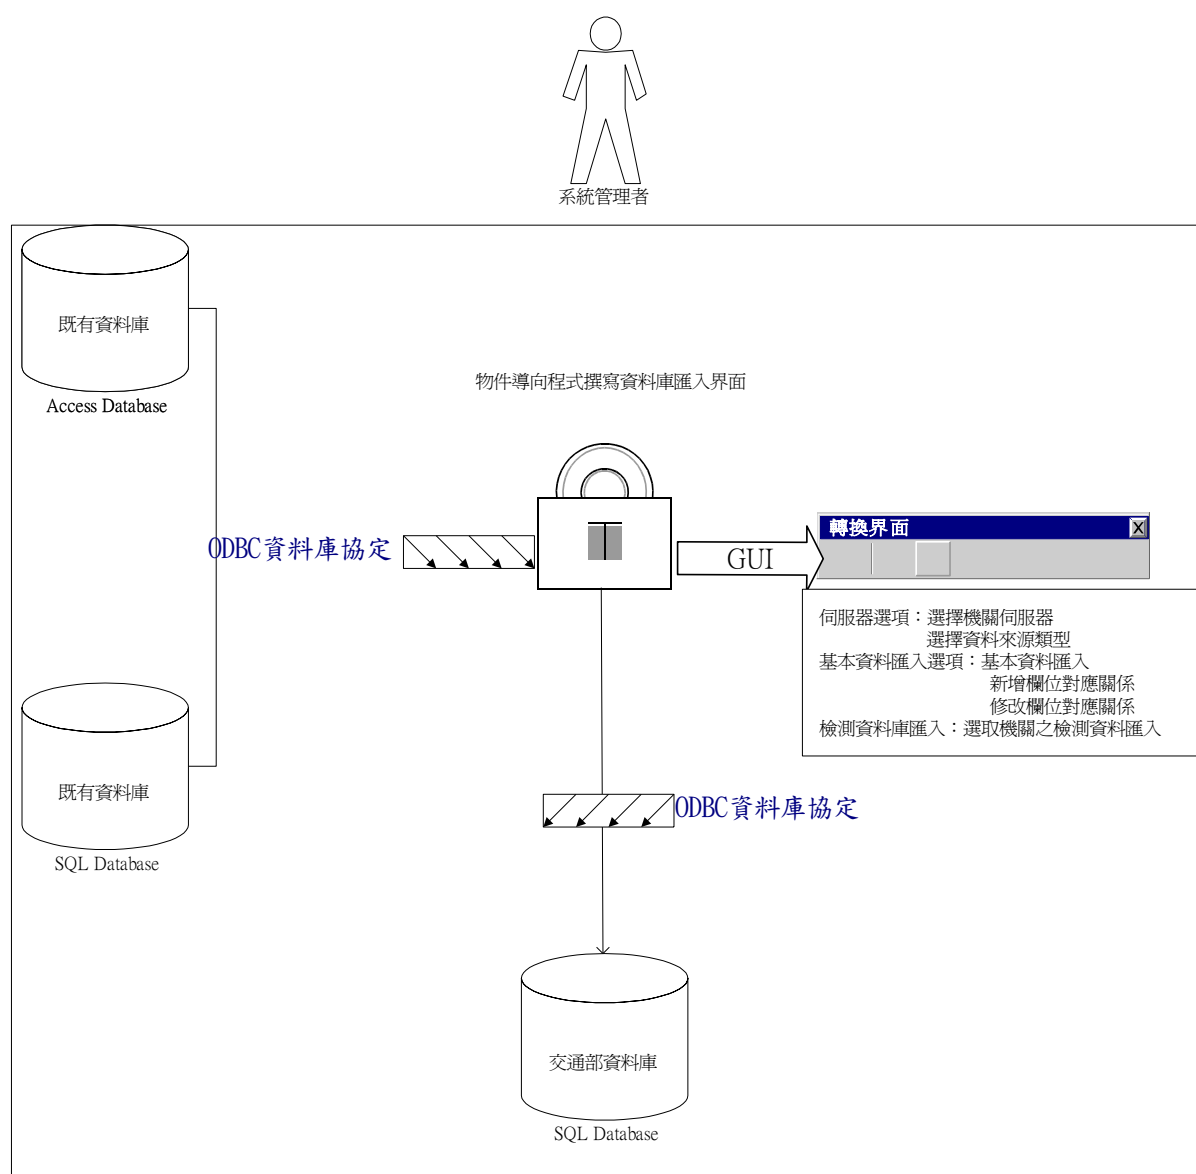 系統管理者
既有資料庫
Access Database
物件導向程式撰寫資料庫匯入界面
ODBC資料庫協定
GUI
轉換界面
伺服器選項：選擇機關伺服器
選擇資料來源類型
基本資料匯入選項：基本資料匯入
新增欄位對應關係
修改欄位對應關係
檢測資料庫匯入：選取機關之檢測資料匯入
既有資料庫
SQL Database
ODBC資料庫協定
交通部資料庫
SQL Database